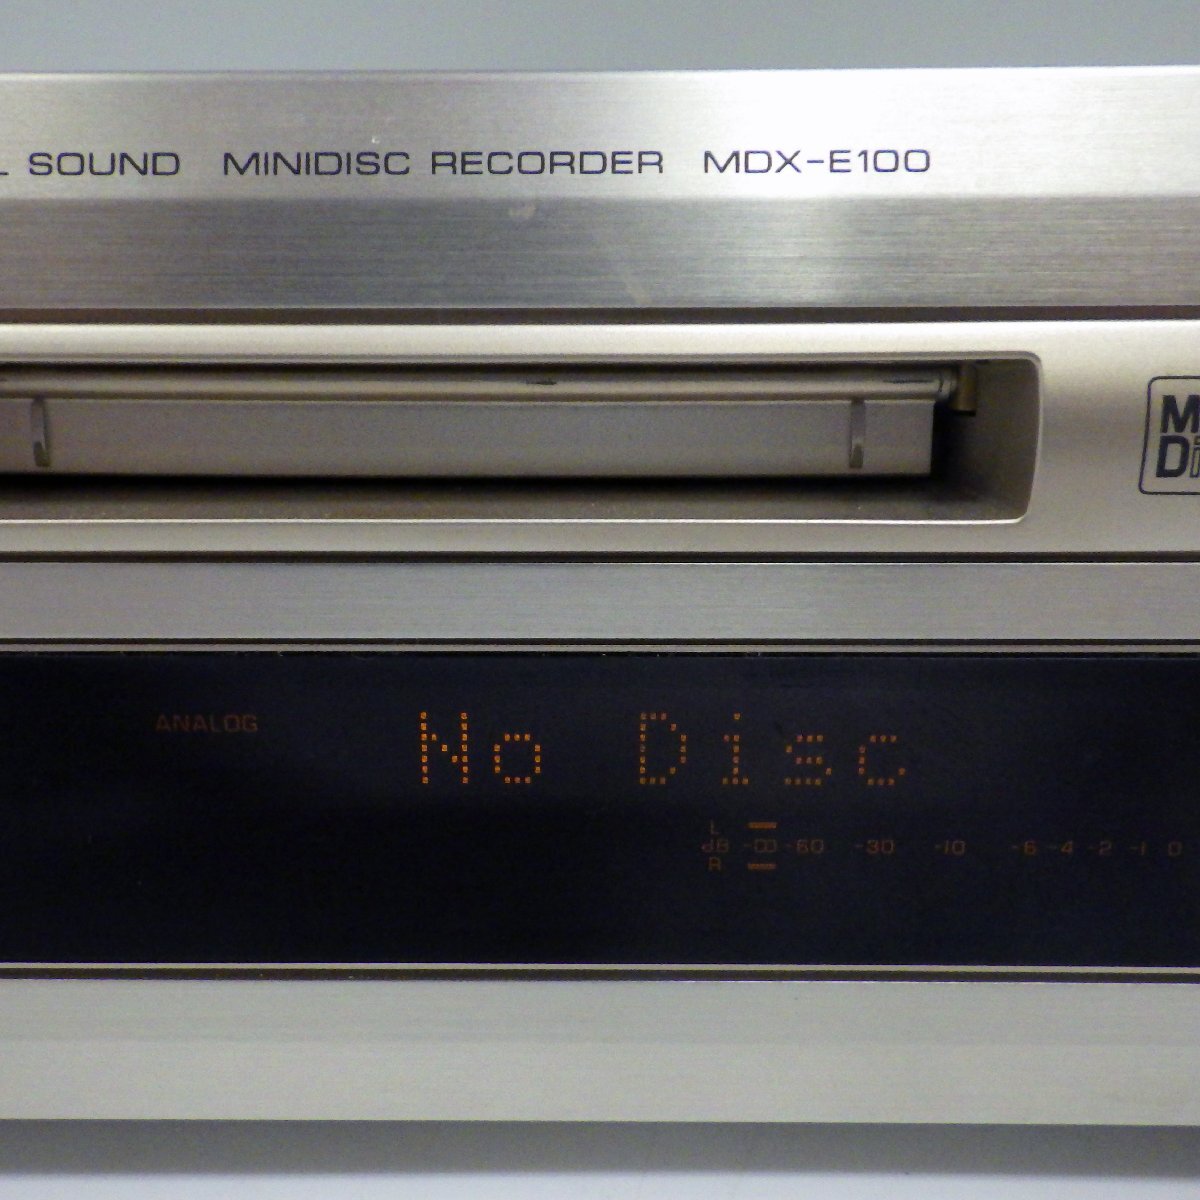 L SOUND MINIDISC RECORDER MDX-E100
ANALOG
No Disc
L
dB -∞ -60 -30 -10 -6 -4 -2 -1 0
R